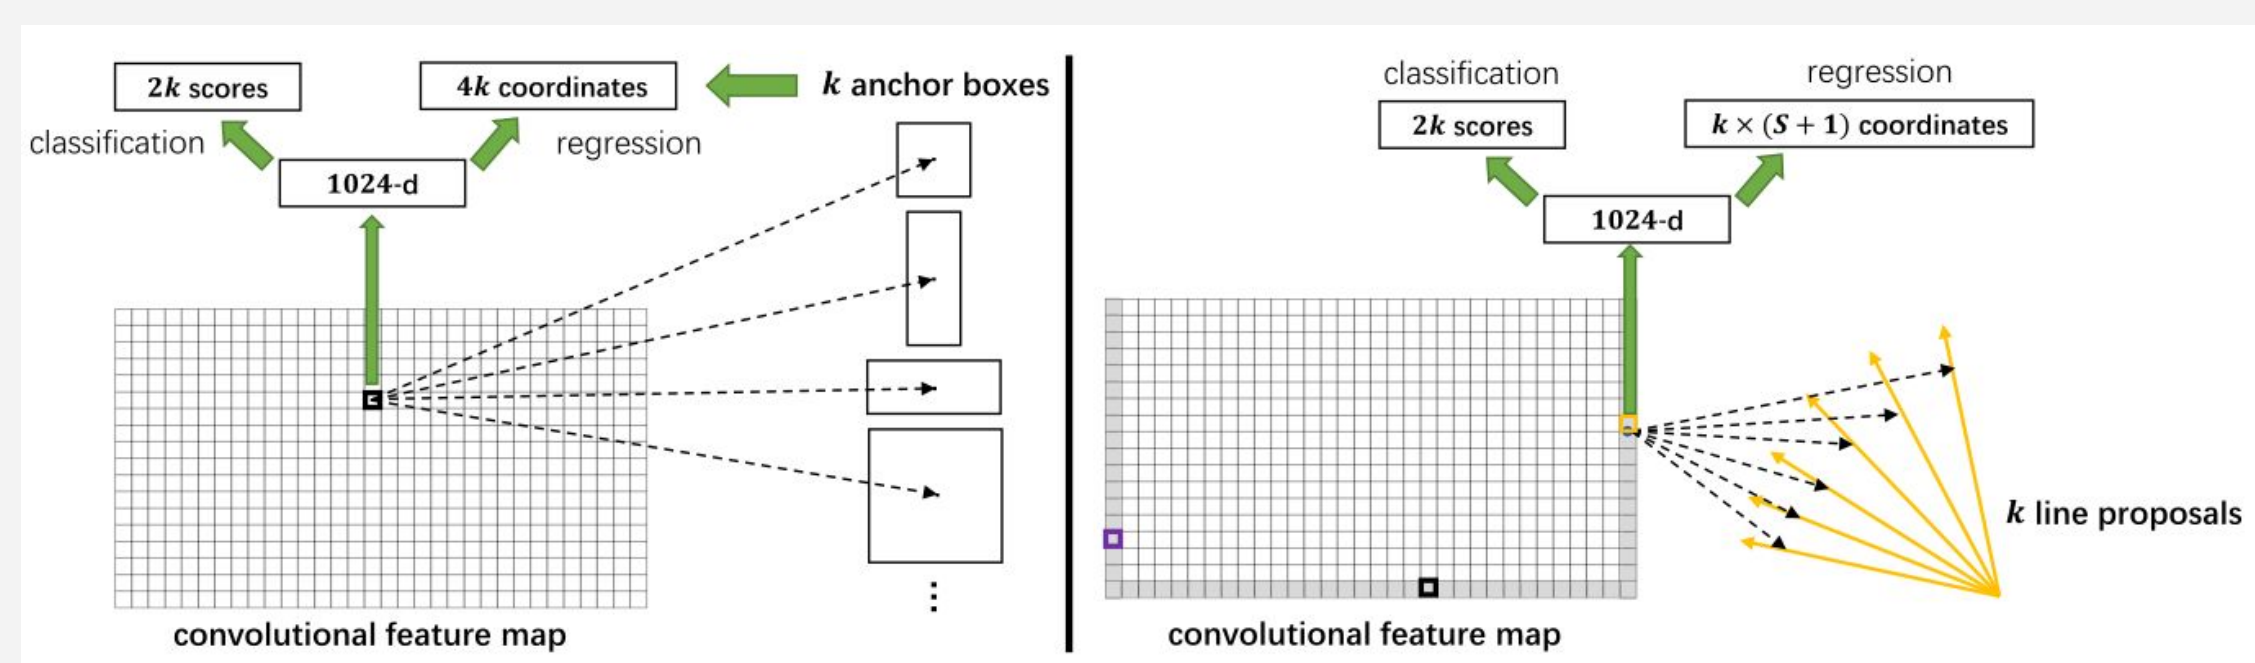 2k scores
4k coordinates
k anchor boxes
classification
regression
1024-d
convolutional feature map
classification
regression
2k scores
k × (S + 1) coordinates
1024-d
k line proposals
convolutional feature map